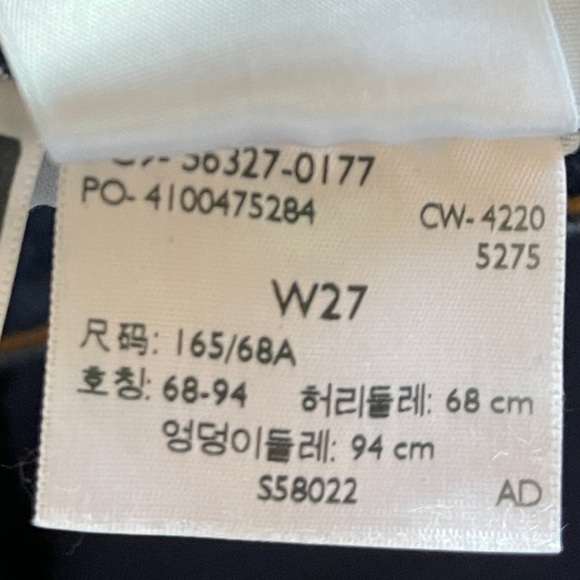 56327-0177
PO- 4100475284
CW- 4220
5275
W27
尺码: 165/68A
호칭: 68-94 허리둘레: 68 cm
엉덩이둘레: 94 cm
S58022 AD